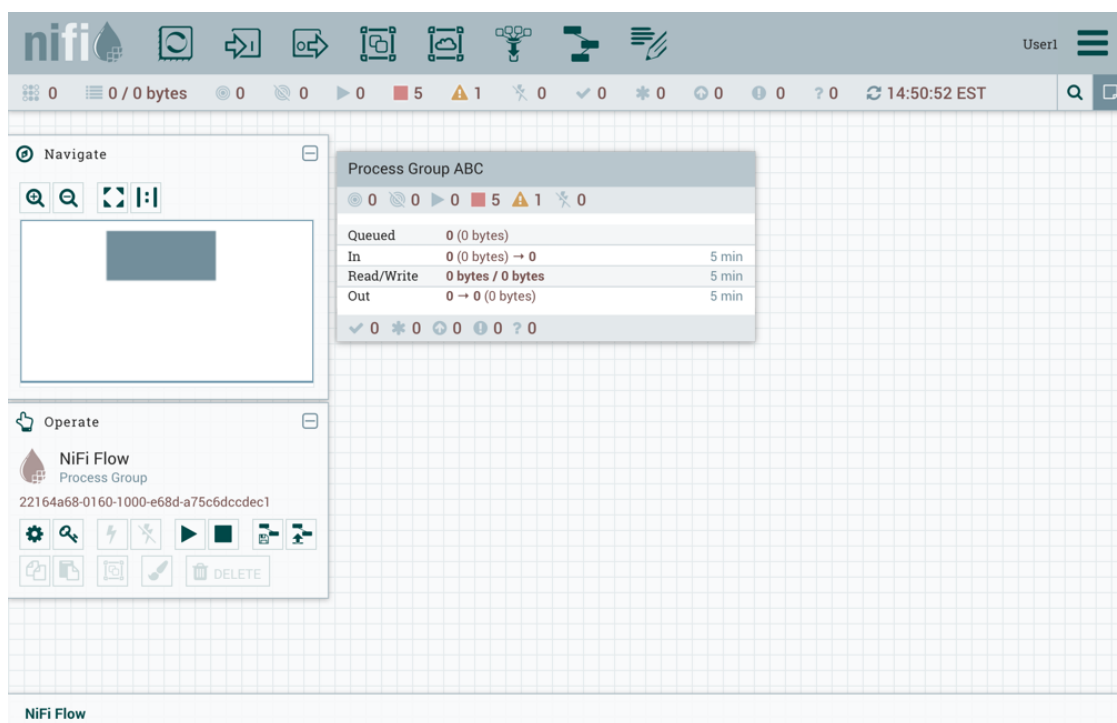 nifi
User1
0 0 / 0 bytes 0 0 0 5 1 0 0 0 0 0 ? 0 14:50:52 EST
Navigate
Process Group ABC
0 0 0 5 1 0
Queued 0 (0 bytes)
In 0 (0 bytes) → 0 5 min
Read/Write 0 bytes / 0 bytes 5 min
Out 0 → 0 (0 bytes) 5 min
0 0 0 0 ? 0
Operate
NiFi Flow
Process Group
22164a68-0160-1000-e68d-a75c6dccdec1
DELETE
NiFi Flow